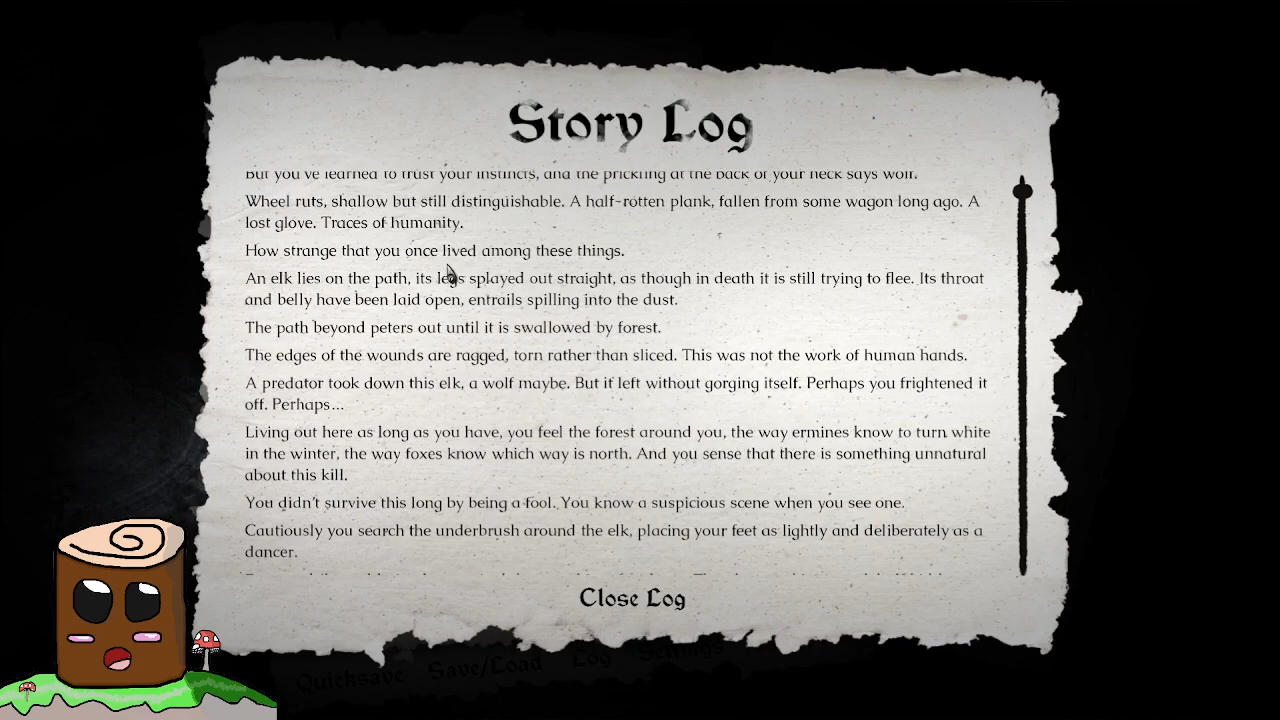 Story Log
But you've learned to trust your instincts, and the prickling at the back of your neck says wolf.
Wheel ruts, shallow but still distinguishable. A half-rotten plank, fallen from some wagon long ago. A
lost glove. Traces of humanity.
How strange that you once lived among these things.
An elk lies on the path, its legs splayed out straight, as though in death it is still trying to flee. Its throat
and belly have been laid open, entrails spilling into the dust.
The path beyond peters out until it is swallowed by forest.
The edges of the wounds are ragged, torn rather than sliced. This was not the work of human hands.
A predator took down this elk, a wolf maybe. But it left without gorging itself. Perhaps you frightened it
off. Perhaps...
Living out here as long as you have, you feel the forest around you, the way ermines know to turn white
in the winter, the way foxes know which way is north. And you sense that there is something unnatural
about this kill.
You didn't survive this long by being a fool. You know a suspicious scene when you see one.
Cautiously you search the underbrush around the elk, placing your feet as lightly and deliberately as a
dancer.
Close Log
Quicksave Save/Load Log Settings